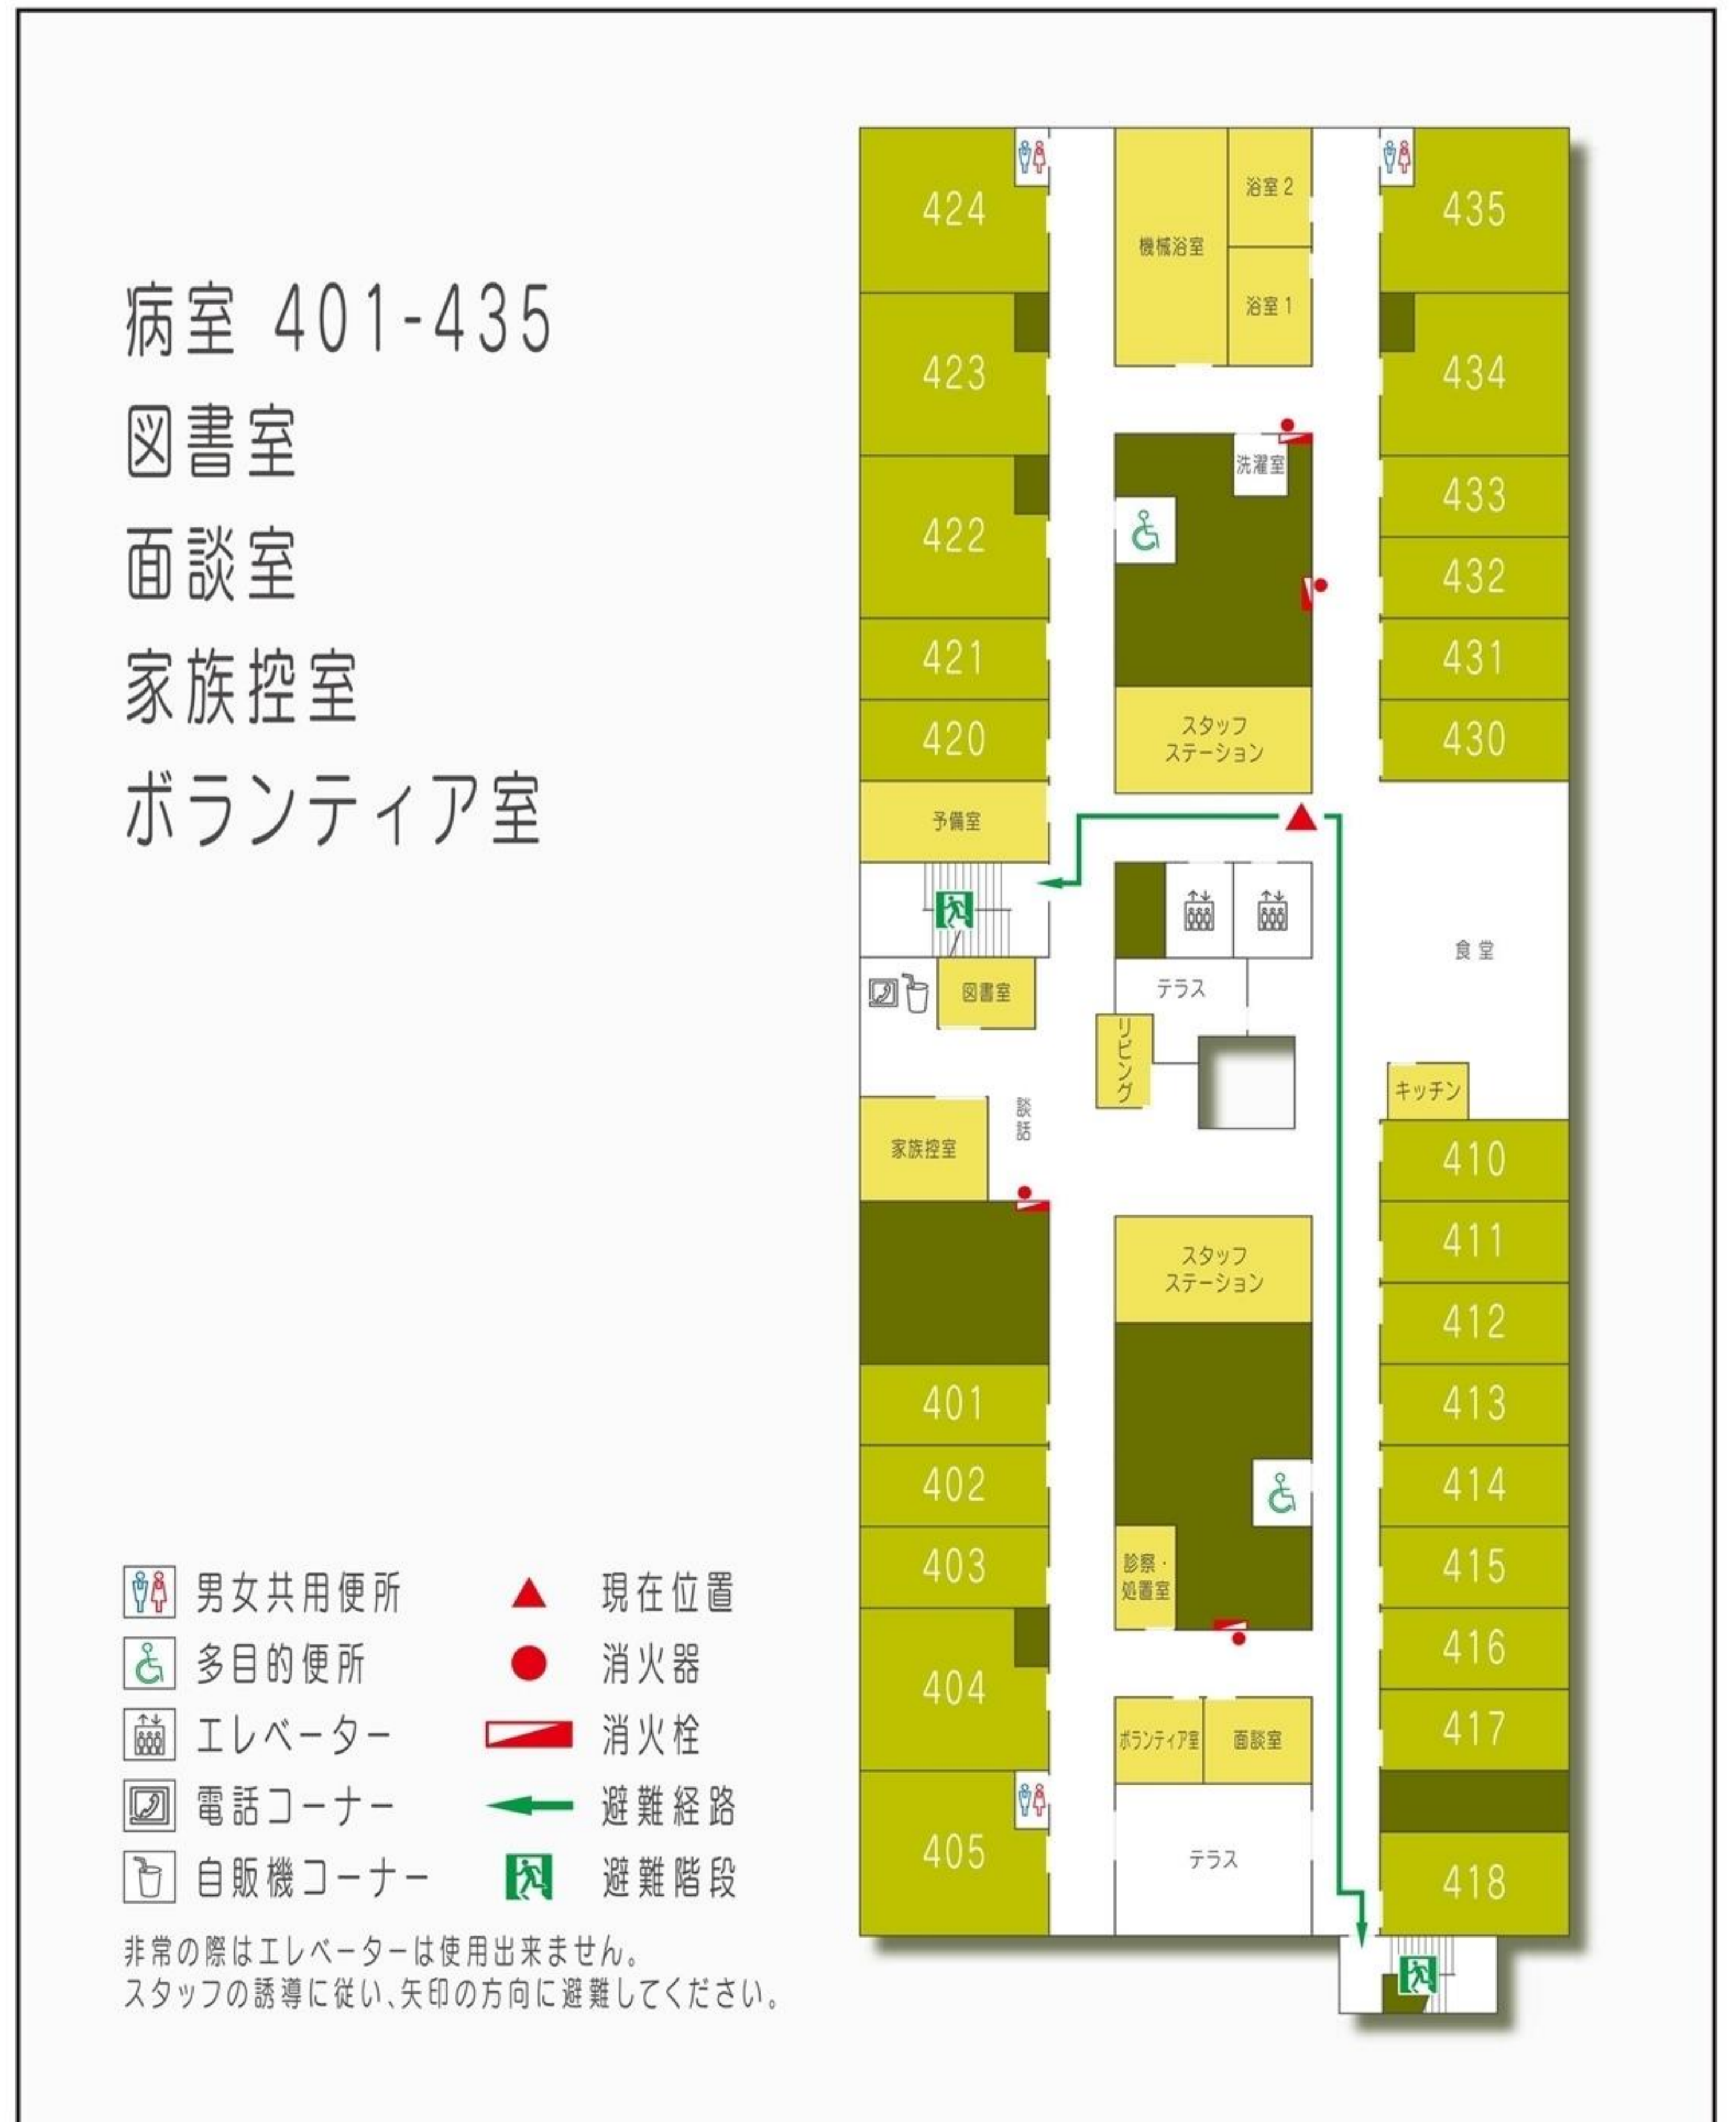 病室 401-435
図書室
面談室
家族控室
ボランティア室
424
423
422
421
420
予備室
図書室
談話
家族控室
401
402
403
404
405
機械浴室
浴室 2
浴室 1
洗濯室
スタッフ
ステーション
テラス
リビング
スタッフ
ステーション
診察・
処置室
ボランティア室
面談室
テラス
435
434
433
432
431
430
食堂
キッチン
410
411
412
413
414
415
416
417
418
男女共用便所
多目的便所
エレベーター
電話コーナー
自販機コーナー
現在位置
消火器
消火栓
避難経路
避難階段
非常の際はエレベーターは使用出来ません。
スタッフの誘導に従い、矢印の方向に避難してください。